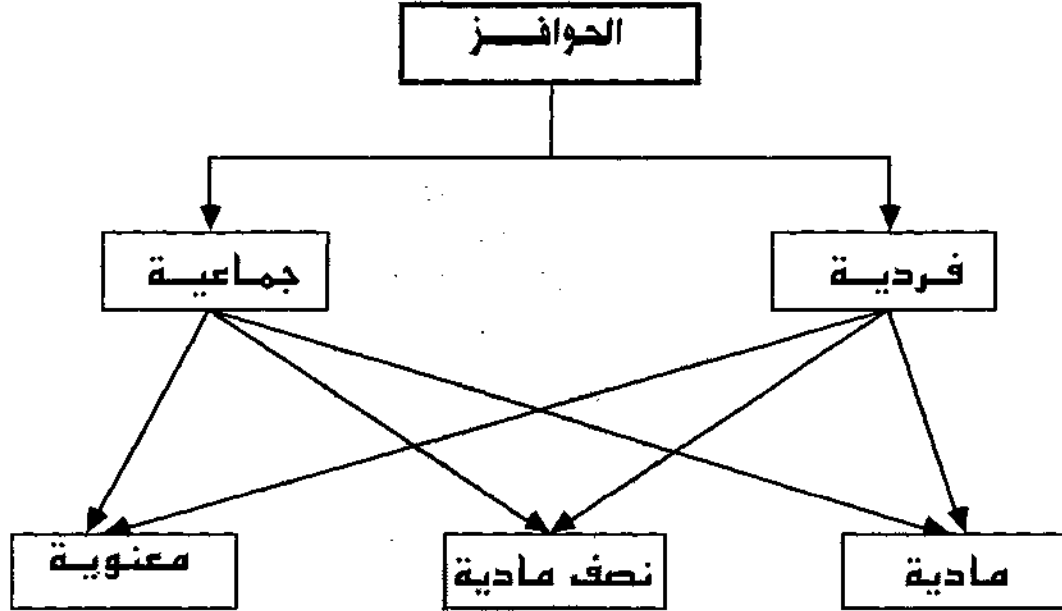 الحوافز
فردية
جماعية
مادية
نصف مادية
معنوية